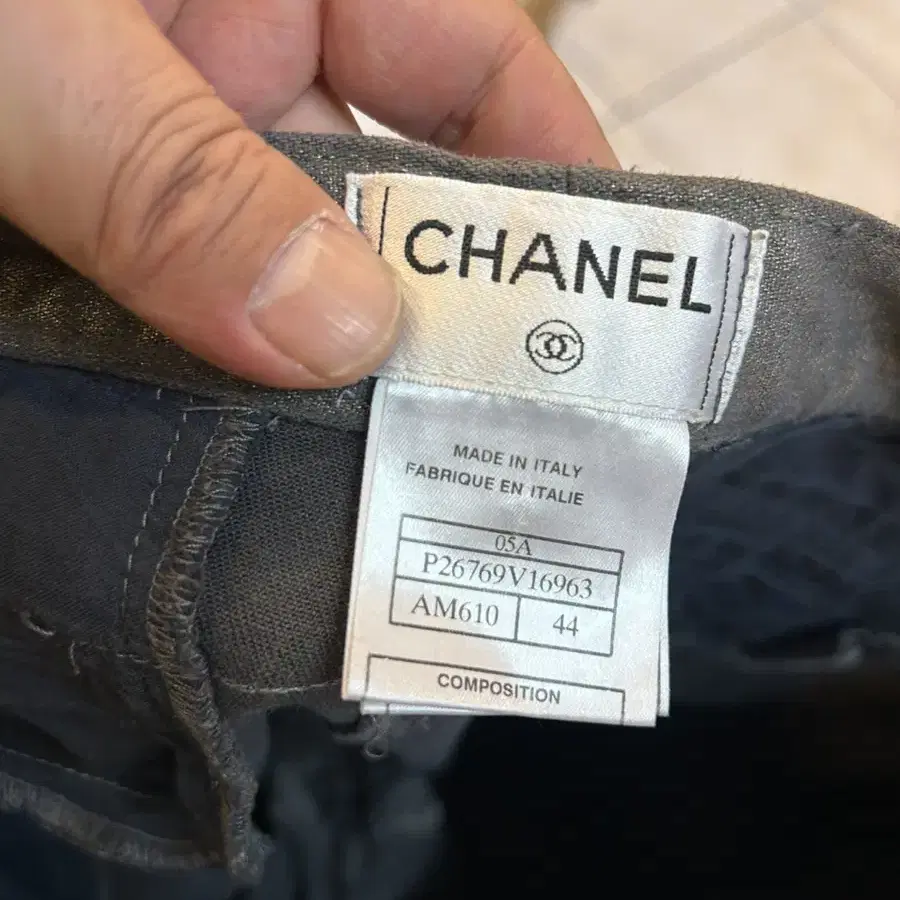 CHANEL
MADE IN ITALY
FABRIQUE EN ITALIE
05A
P26769V16963
AM610 44
COMPOSITION